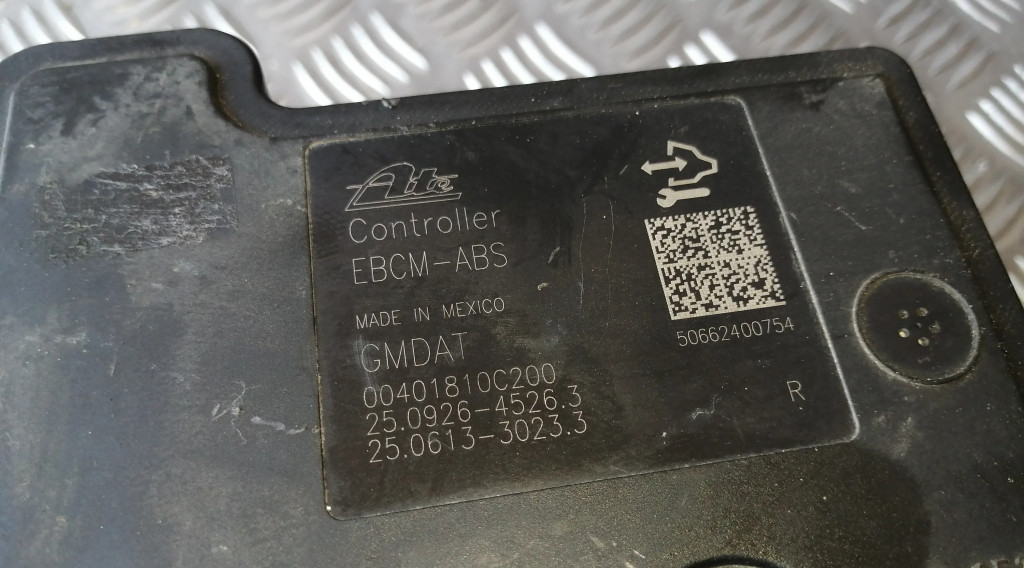 Ate
Controller
EBCM-ABS
MADE IN MEXICO
GMDAT
00401810C200
25.0926-4526.3
25.0613-3023.3
50662400754
R